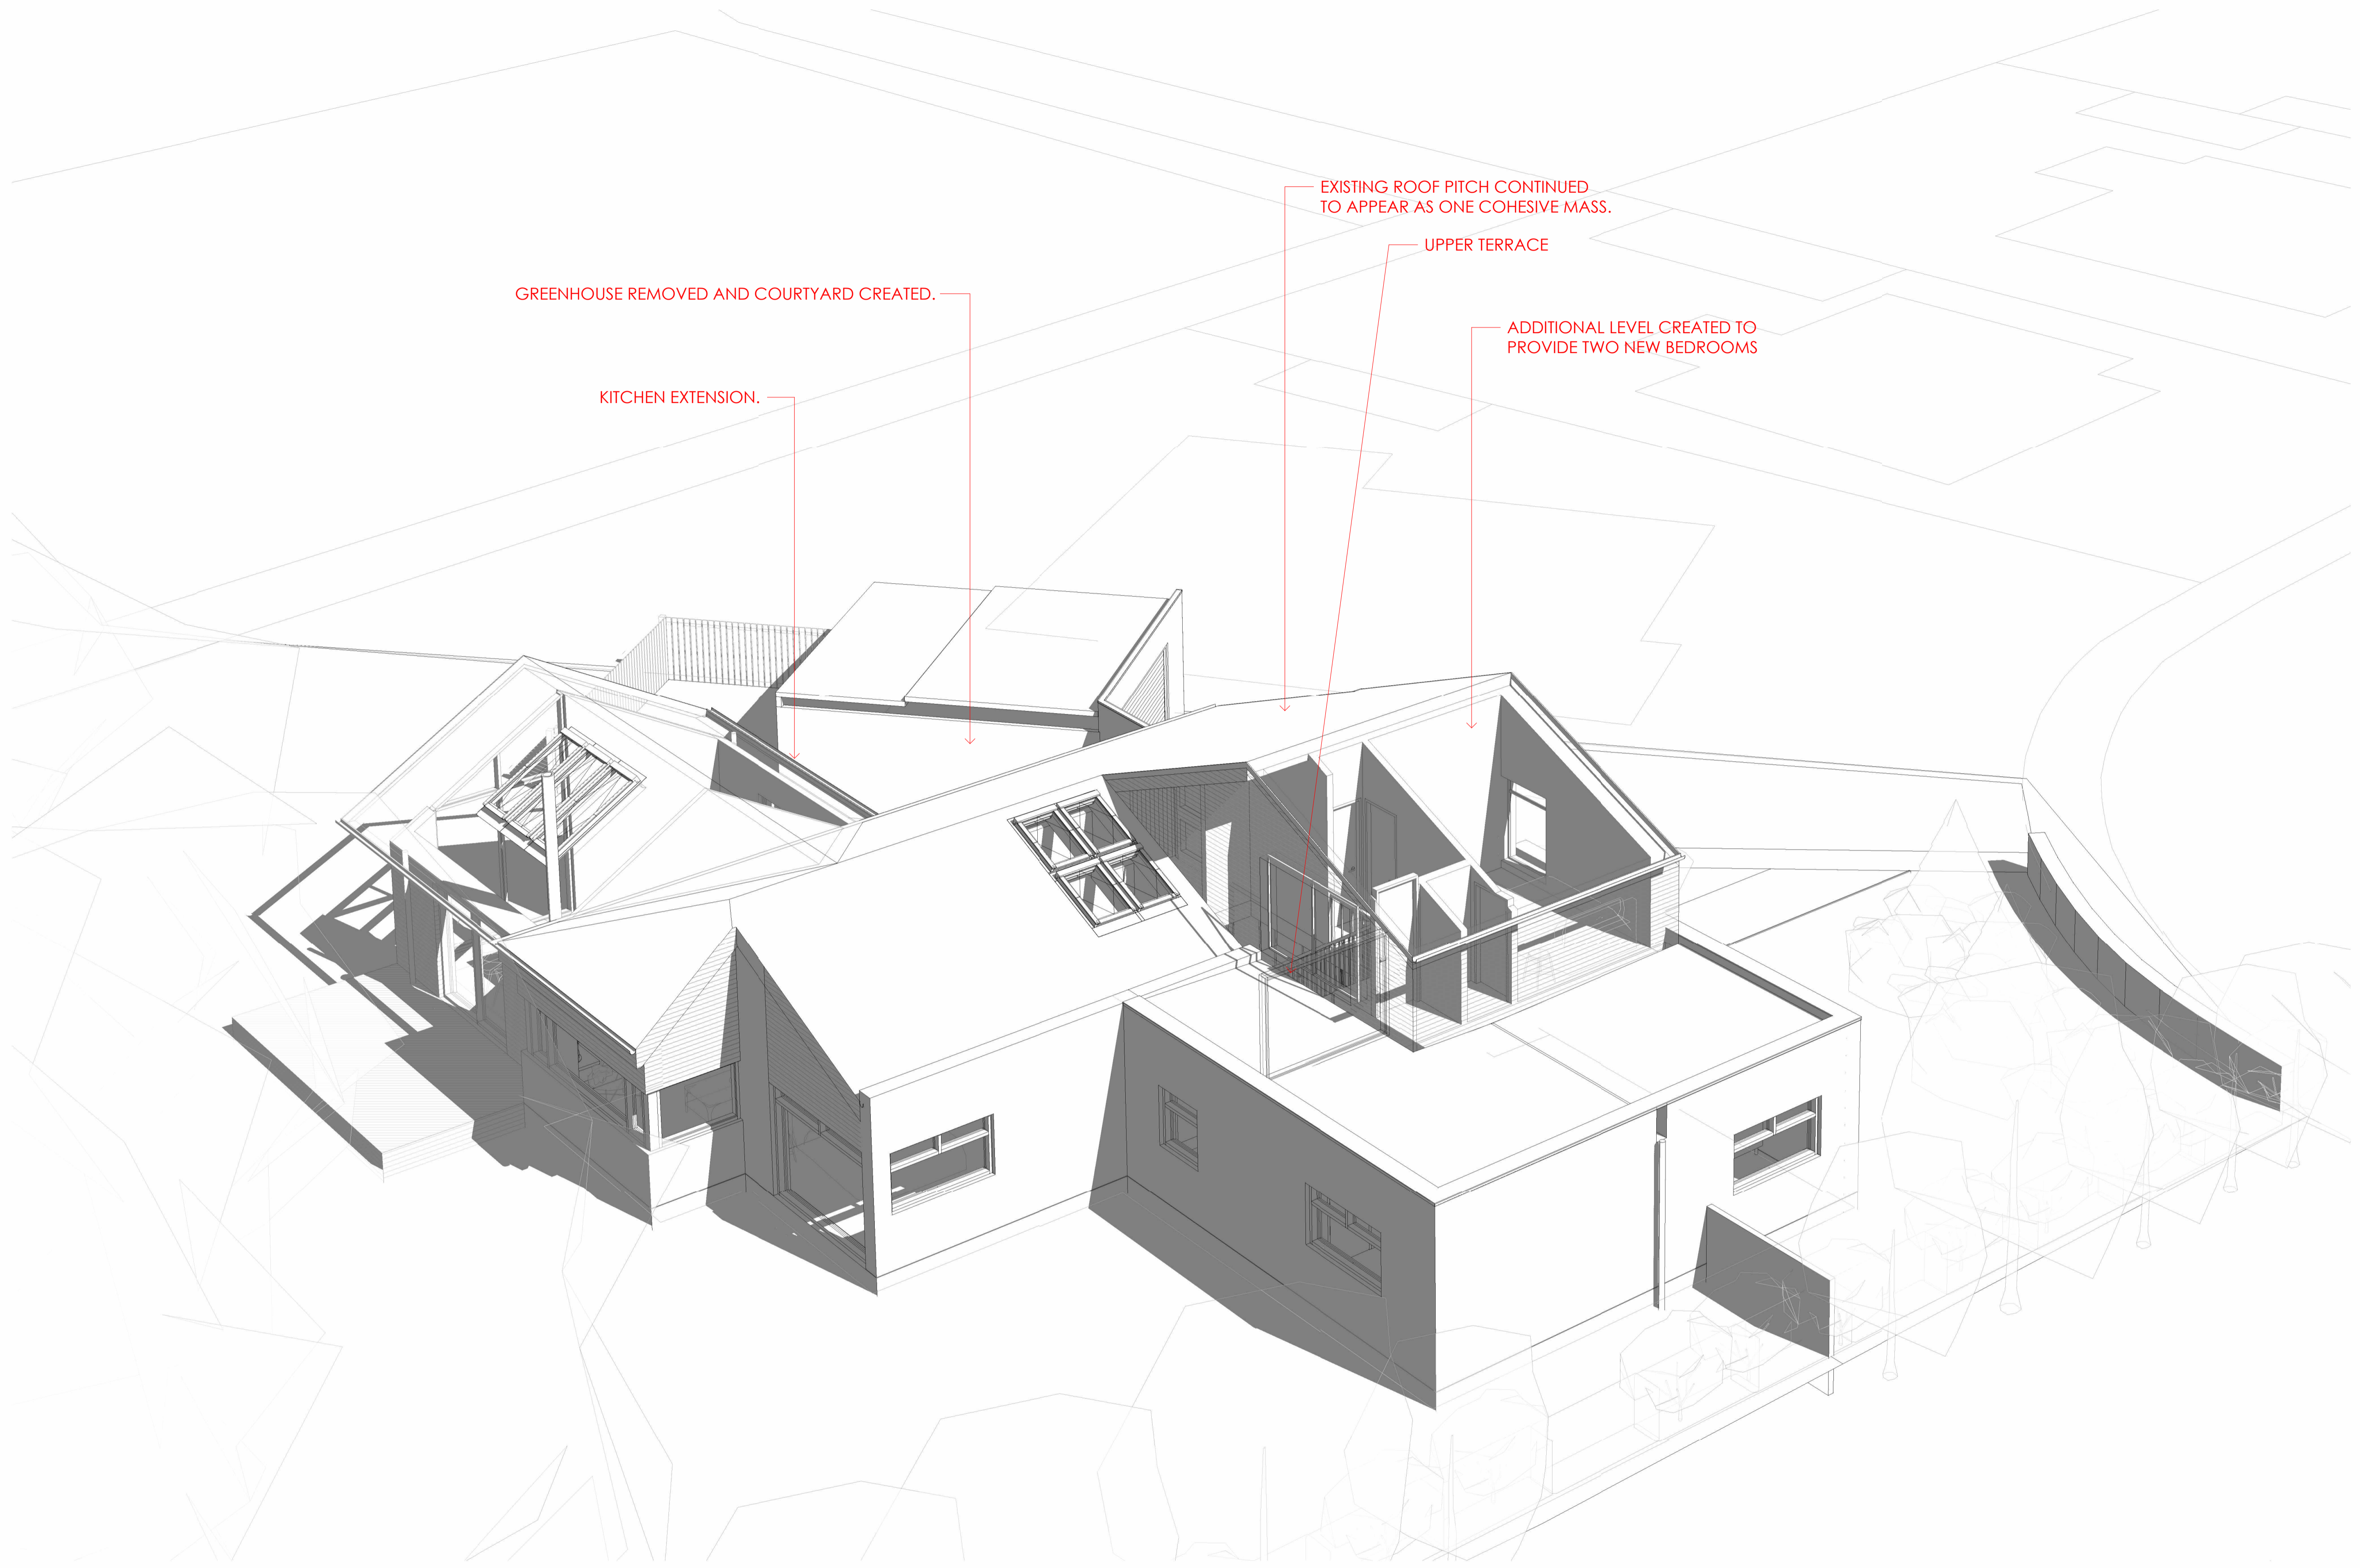 EXISTING ROOF PITCH CONTINUED
TO APPEAR AS ONE COHESIVE MASS.
UPPER TERRACE
GREENHOUSE REMOVED AND COURTYARD CREATED.
ADDITIONAL LEVEL CREATED TO
PROVIDE TWO NEW BEDROOMS
KITCHEN EXTENSION.